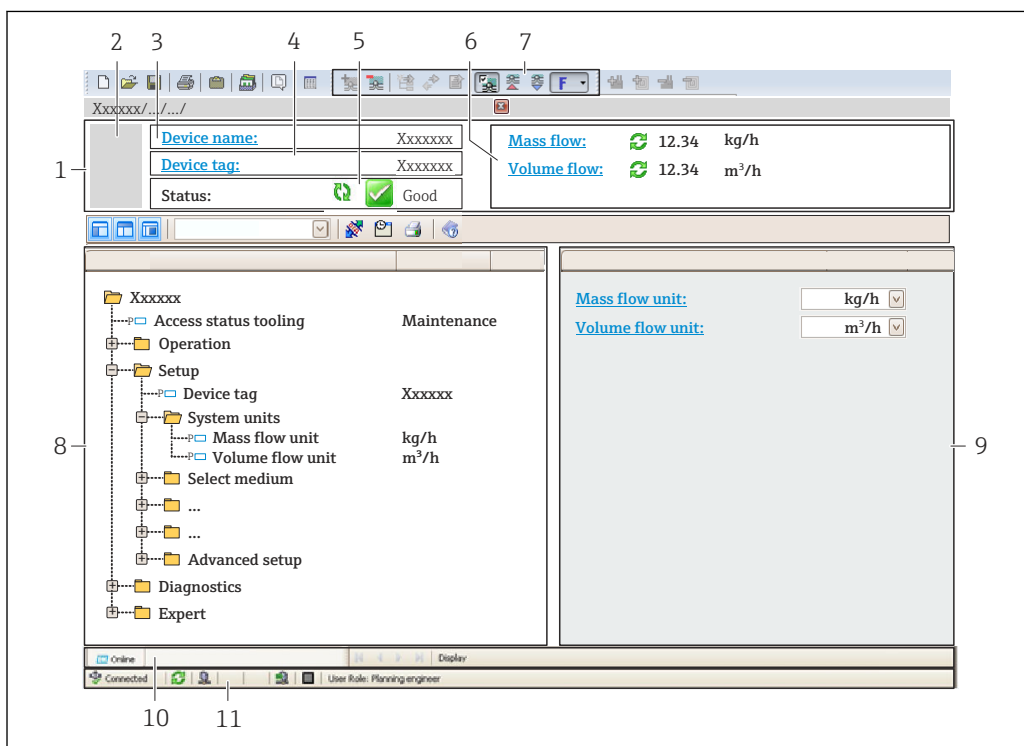 2 3 4 5 6 7
F
Xxxxxx/.../.../
1
Device name: Xxxxxxx
Device tag: Xxxxxxx
Status: Good
Mass flow: 12.34 kg/h
Volume flow: 12.34 m³/h
Xxxxxx
P Access status tooling Maintenance
Operation
Setup
P Device tag Xxxxxx
System units
P Mass flow unit kg/h
P Volume flow unit m³/h
Select medium
...
...
Advanced setup
Diagnostics
Expert
8
Mass flow unit: kg/h
Volume flow unit: m³/h
9
Online Display
Connected User Role: Planning engineer
10 11